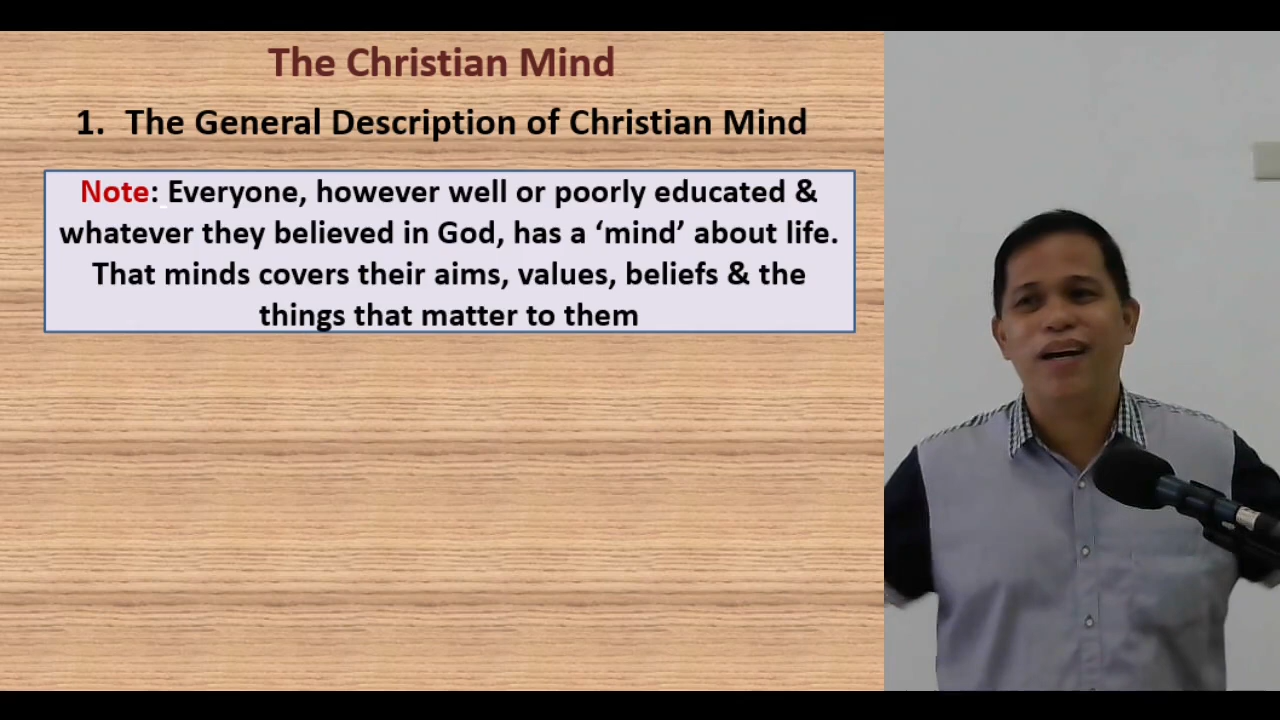 The Christian Mind
1. The General Description of Christian Mind
Note: Everyone, however well or poorly educated &
whatever they believed in God, has a ‘mind’ about life.
That minds covers their aims, values, beliefs & the
things that matter to them